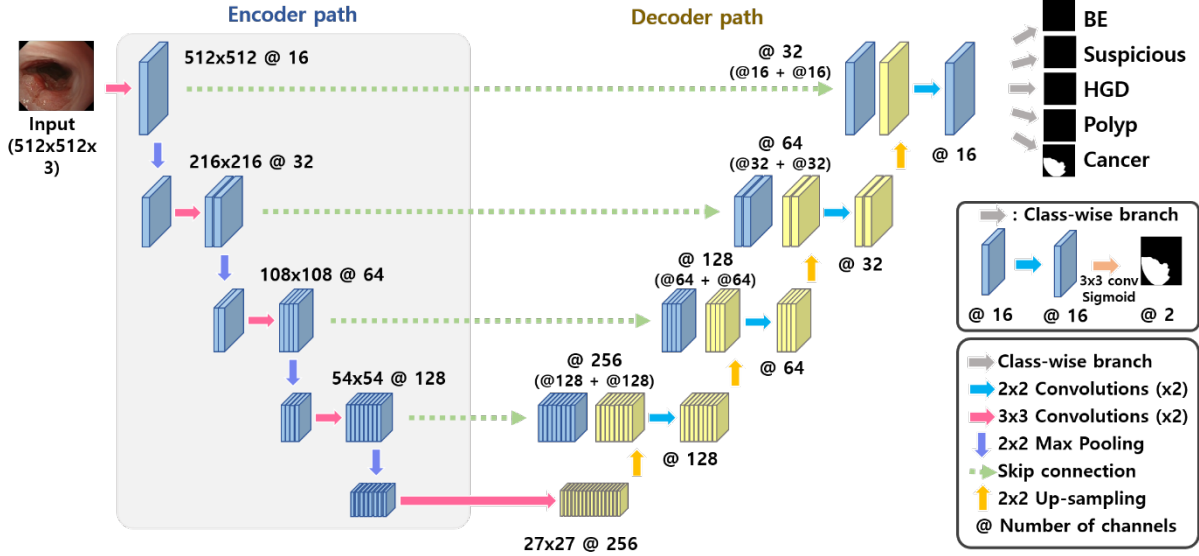 Encoder path
Decoder path
Input
(512x512x
3)
512x512 @ 16
216x216 @ 32
108x108 @ 64
54x54 @ 128
27x27 @ 256
@ 256
(@128 + @128)
@ 128
@ 128
(@64 + @64)
@ 64
@ 64
(@32 + @32)
@ 32
@ 32
(@16 + @16)
@ 16
BE
Suspicious
HGD
Polyp
Cancer
: Class-wise branch
3x3 conv
Sigmoid
@ 16
@ 16
@ 2
Class-wise branch
2x2 Convolutions (x2)
3x3 Convolutions (x2)
2x2 Max Pooling
Skip connection
2x2 Up-sampling
@ Number of channels